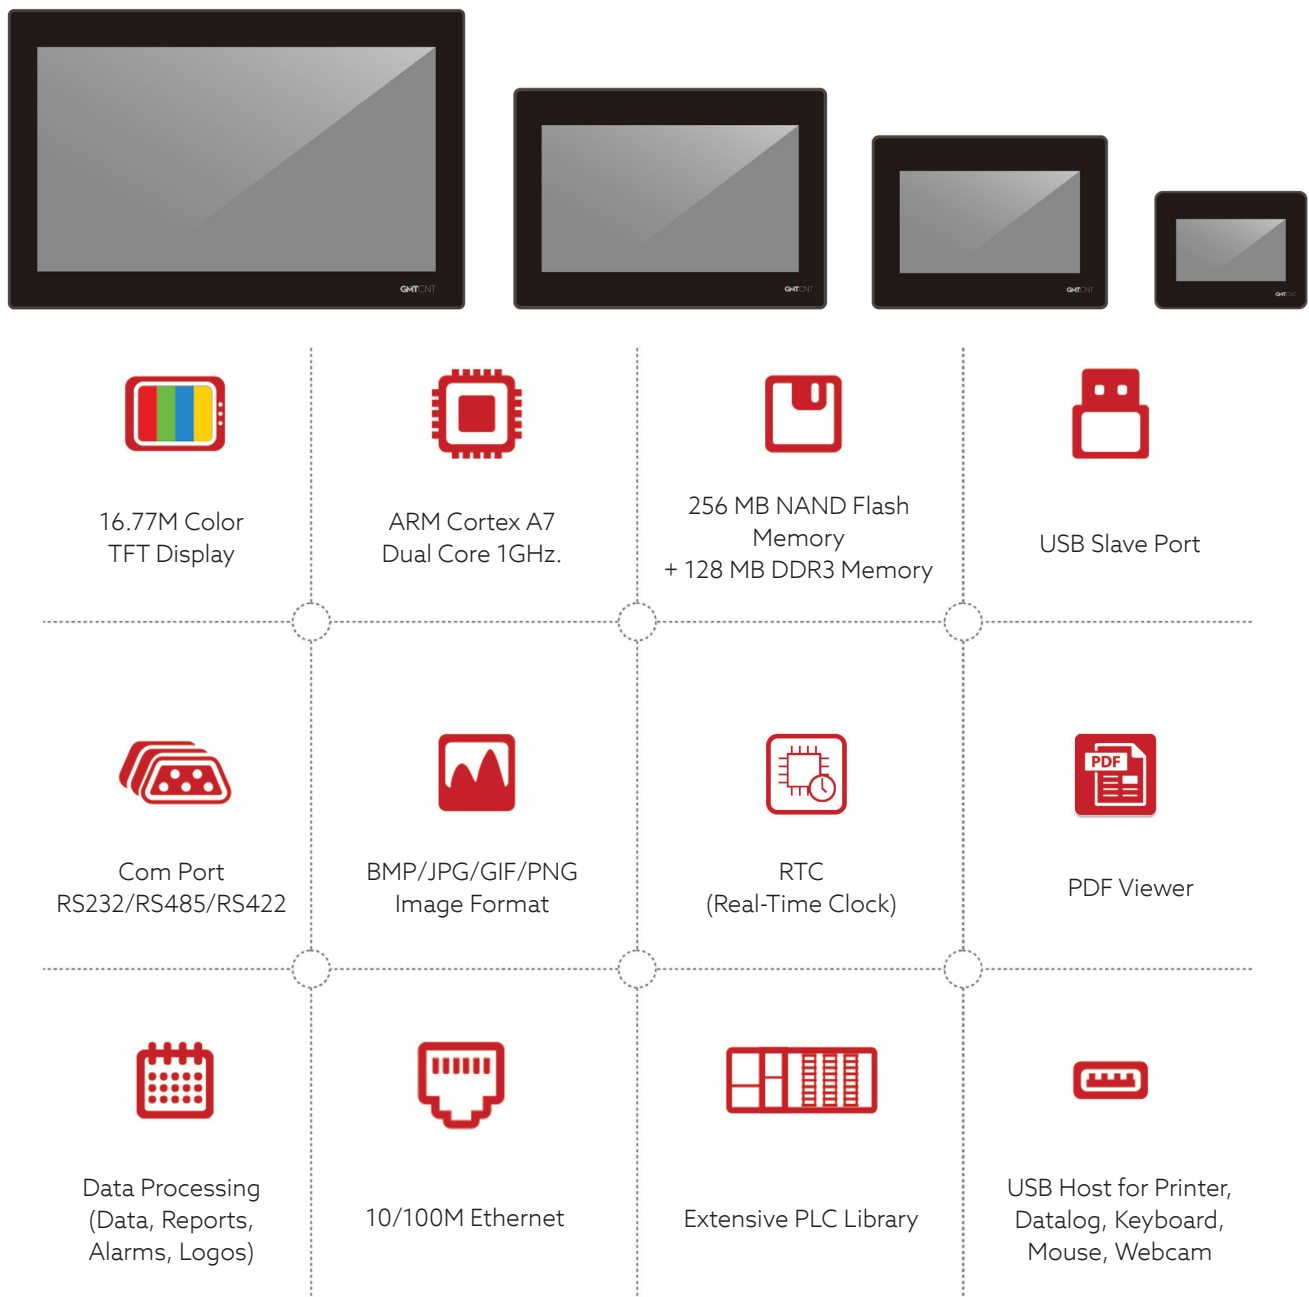 GMTCNT
GMTCNT
GMTCNT
GMTCNT
16.77M Color
TFT Display
ARM Cortex A7
Dual Core 1GHz.
256 MB NAND Flash
Memory
+ 128 MB DDR3 Memory
USB Slave Port
Com Port
RS232/RS485/RS422
BMP/JPG/GIF/PNG
Image Format
RTC
(Real-Time Clock)
PDF
PDF Viewer
Data Processing
(Data, Reports,
Alarms, Logos)
10/100M Ethernet
Extensive PLC Library
USB Host for Printer,
Datalog, Keyboard,
Mouse, Webcam